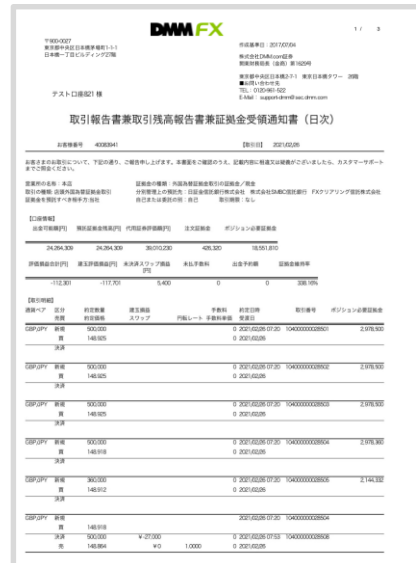 DMM FX
1 / 3
〒800-0027
東京都中央区日本橋茅場町1-1-1
日本橋一丁目ビルディング27階
作成基準日：2017/07/04
株式会社DMM.com証券
関東財務局長（金商）第1629号
東京都中央区日本橋2-7-1 東京日本橋タワー 26階
■お問い合わせ先
TEL：0120-961-522
E-Mail：support-dmm@sec.dmm.com
テスト口座821 様
取引報告書兼取引残高報告書兼証拠金受領通知書（日次）
お客様番号 40083941 【取引日】 2021/02/26
お客さまのお取引について、下記の通り、ご報告申し上げます。本書面をご確認のうえ、記載内容に相違又は疑義がございましたら、カスタマーサポート
までご照会ください。
営業所の名称：本店 証拠金の種類：外国為替証拠金取引の証拠金／現金
取引の種類：店頭外国為替証拠金取引 分別管理上の預託先：日証金信託銀行株式会社 株式会社SMBC信託銀行 FXクリアリング信託株式会社
証拠金を預託すべき相手方：当社 自己または委託の別：自己 取引期限：なし
【口座情報】
出金可能額[円] 預託証拠金残高[円] 代用証券評価額[円] 注文証拠金 ポジション必要証拠金
24,264,309 24,264,309 39,010,230 426,320 18,551,810
評価損益合計[円] 建玉評価損益[円] 未決済スワップ損益[円] 未払手数料 出金予約額 証拠金維持率
-112,301 -117,701 5,400 0 0 338.16%
【取引明細】
通貨ペア 区分 約定数量 建玉損益 手数料 約定日時 取引番号 ポジション必要証拠金
売買 約定価格 スワップ 円転レート 手数料単価 受渡日
GBP/JPY 新規 500,000 0 2021/02/26 07:20 104000000028501 2,978,500
買 148.925 0 2021/02/26
決済
GBP/JPY 新規 500,000 0 2021/02/26 07:20 104000000028502 2,978,500
買 148.925 0 2021/02/26
決済
GBP/JPY 新規 500,000 0 2021/02/26 07:20 104000000028503 2,978,500
買 148.925 0 2021/02/26
決済
GBP/JPY 新規 500,000 0 2021/02/26 07:20 104000000028504 2,978,360
買 148.918 0 2021/02/26
決済
GBP/JPY 新規 360,000 0 2021/02/26 07:20 104000000028505 2,144,332
買 148.912 0 2021/02/26
決済
GBP/JPY 新規 2021/02/26 07:20 104000000028504
買 148.918
決済 500,000 ¥-27,000 0 2021/02/26 07:53 104000000028508
売 148.864 ¥0 1.0000 0 2021/02/26